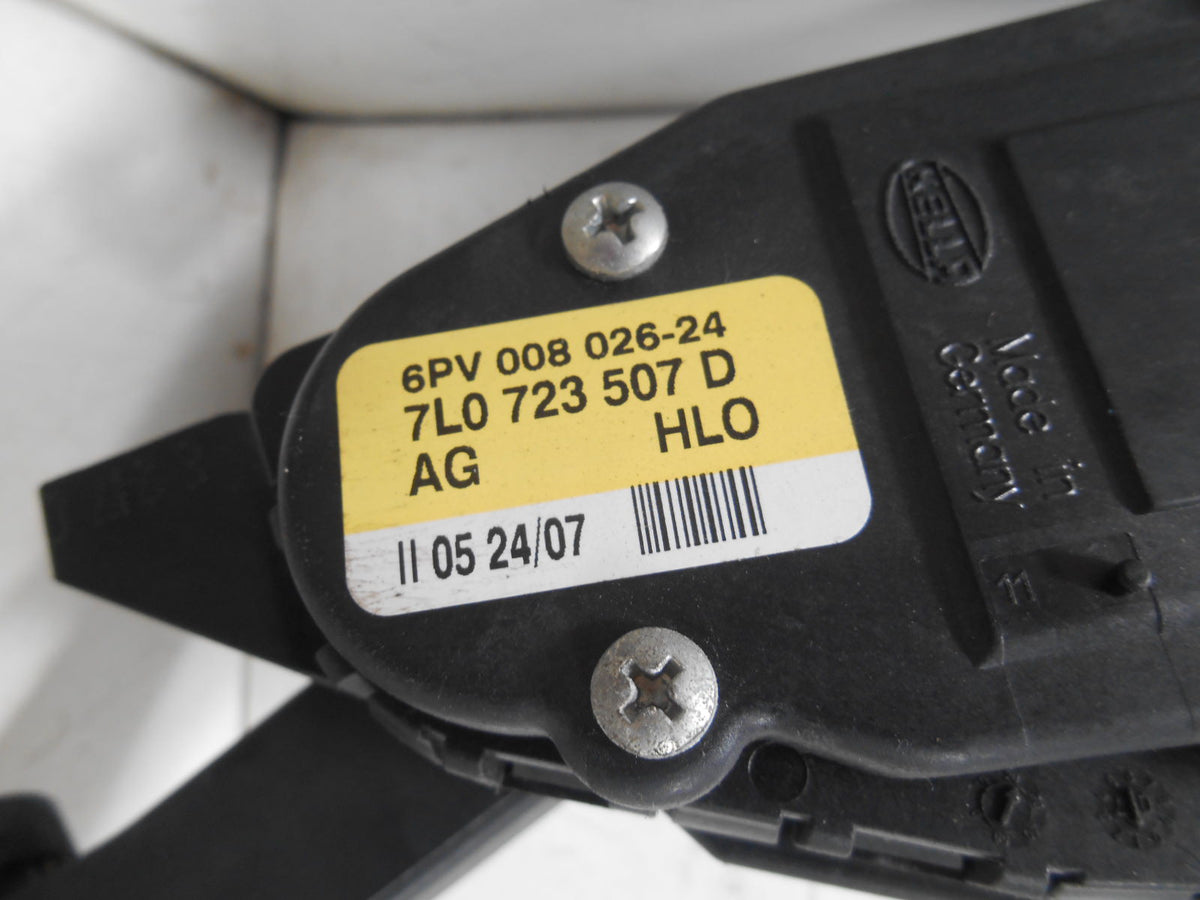 6PV 008 026-24
7L0 723 507 D
AG HLO
II 05 24/07
HELLA
Made in
Germany
11